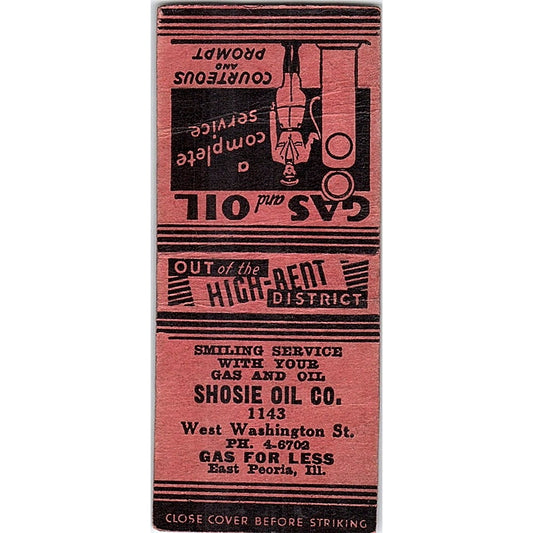 GAS and OIL
a
complete
service
COURTEOUS
AND
PROMPT
OUT of the
HIGH-RENT
DISTRICT
SMILING SERVICE
WITH YOUR
GAS AND OIL
SHOSIE OIL CO.
1143
West Washington St.
PH. 4-6702
GAS FOR LESS
East Peoria, Ill.
CLOSE COVER BEFORE STRIKING